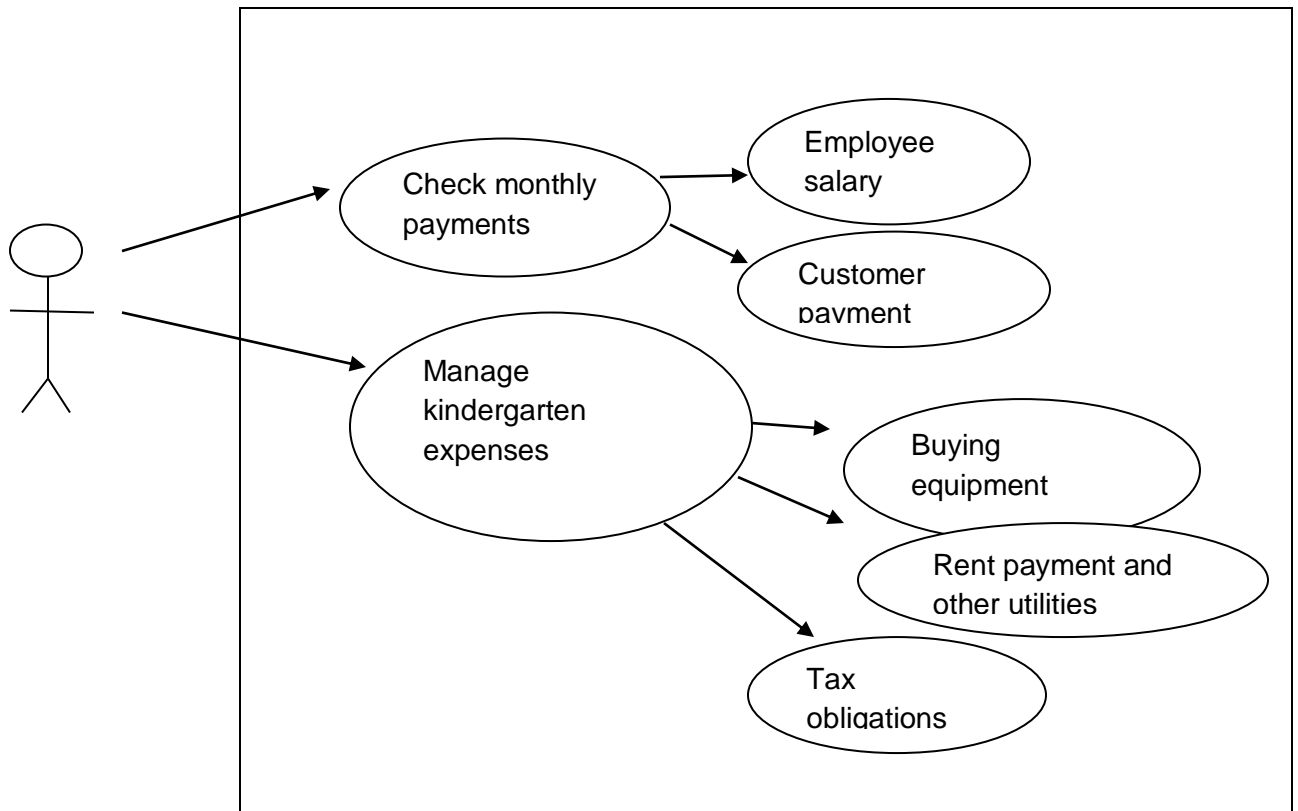 Employee
salary
Check monthly
payments
Customer
payment
Manage
kindergarten
expenses
Buying
equipment
Rent payment and
other utilities
Tax
obligations